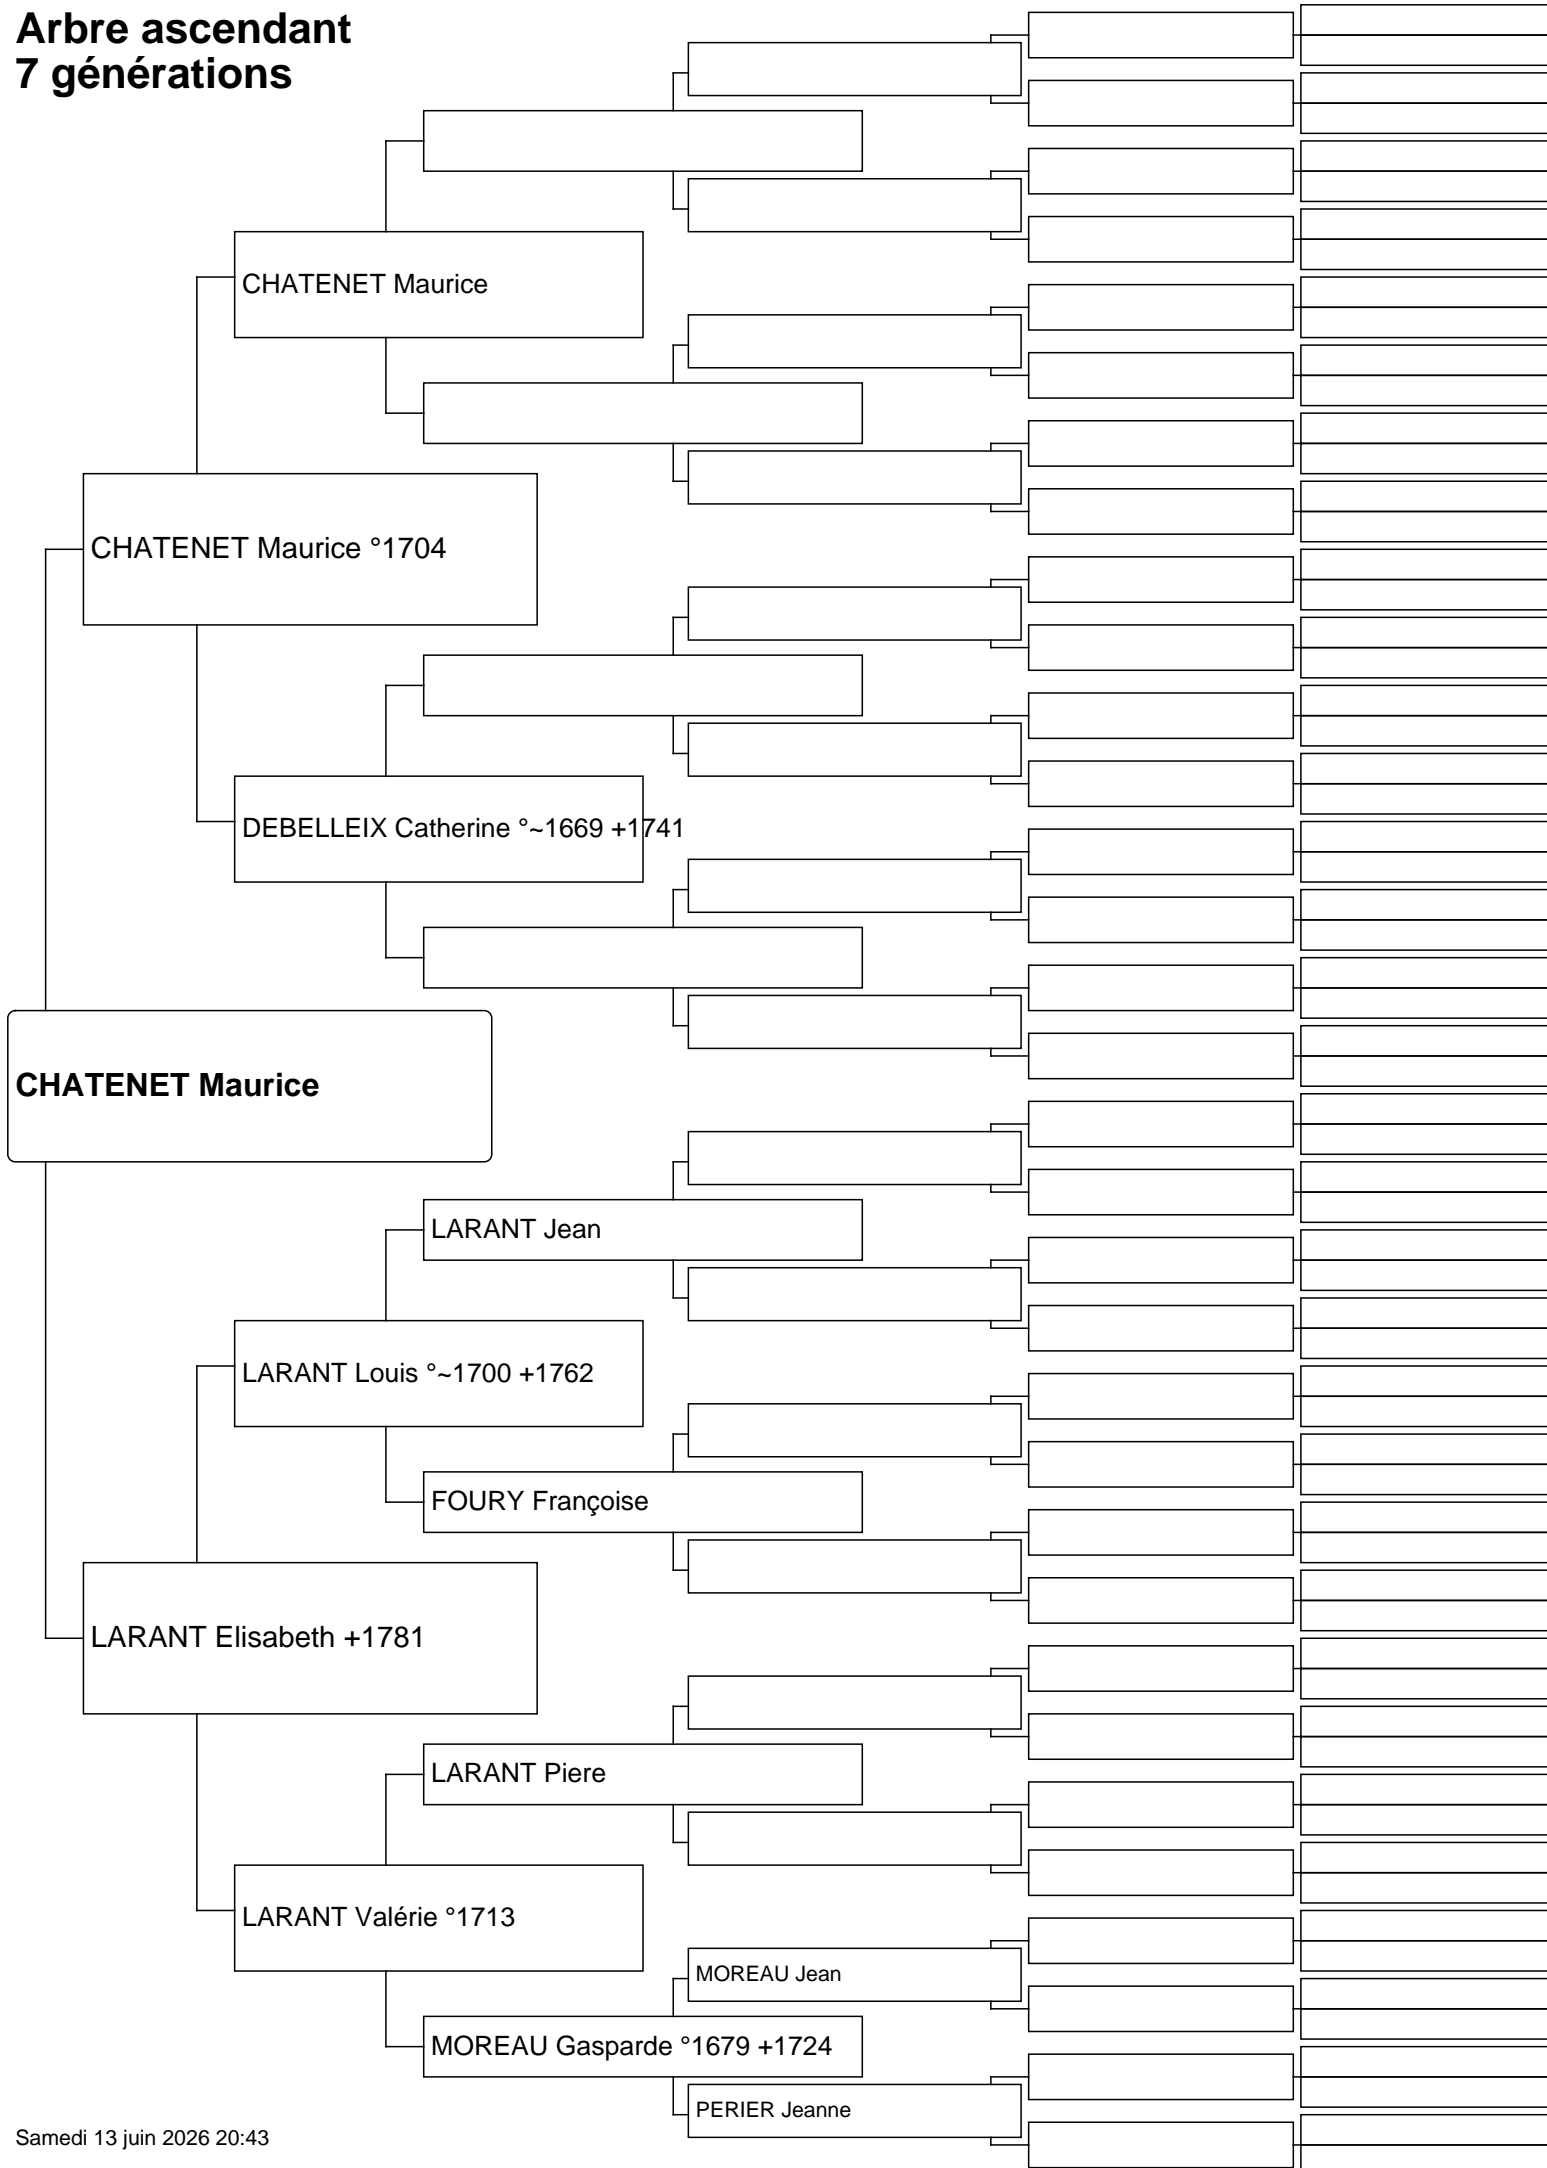 Arbre ascendant
7 générations
CHATENET Maurice
CHATENET Maurice °1704
DEBELLEIX Catherine °~1669 +1741
CHATENET Maurice
LARANT Jean
LARANT Louis °~1700 +1762
FOURY Françoise
LARANT Elisabeth +1781
LARANT Piere
LARANT Valérie °1713
MOREAU Jean
MOREAU Gasparde °1679 +1724
PERIER Jeanne
Samedi 13 juin 2026 20:43